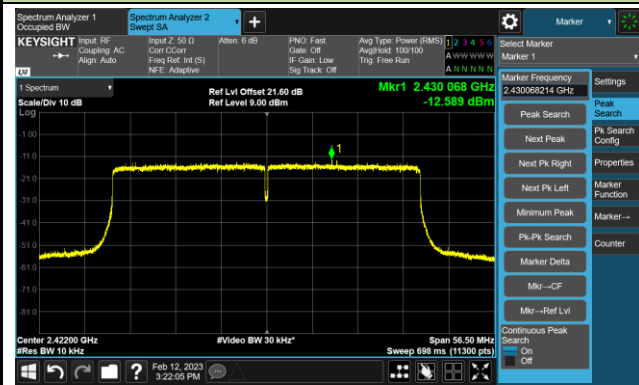 Spectrum Analyzer 1
Occupied BW
Spectrum Analyzer 2
Swept SA
Marker
KEYSIGHT
Input: RF
Coupling: AC
Align: Auto
Input Z: 50 Ω
Corr CCorr
Freq Ref: Int (S)
NFE: Adaptive
Atten: 6 dB
PNO: Fast
Gate: Off
IF Gain: Low
Sig Track: Off
Avg Type: Power (RMS)
Avg|Hold: 100/100
Trig: Free Run
1 2 3 4 5 6
A W W W W W
A N N N N N
LXI
Select Marker
Marker 1
1 Spectrum
Scale/Div 10 dB
Log
Ref Lvl Offset 21.60 dB
Ref Level 9.00 dBm
Mkr1 2.430 068 GHz
-12.589 dBm
1
-1.00
-11.0
-21.0
-31.0
-41.0
-51.0
-61.0
-71.0
-81.0
Center 2.42200 GHz
#Res BW 10 kHz
#Video BW 30 kHz*
Span 56.50 MHz
Sweep 698 ms (11300 pts)
Marker Frequency
2.430068214 GHz
Peak Search
Next Peak
Next Pk Right
Next Pk Left
Minimum Peak
Pk-Pk Search
Marker Delta
Mkr→CF
Mkr→Ref Lvl
Continuous Peak
Search
On
Off
Settings
Peak
Search
Pk Search
Config
Properties
Marker
Function
Marker→
Counter
Feb 12, 2023
3:22:05 PM